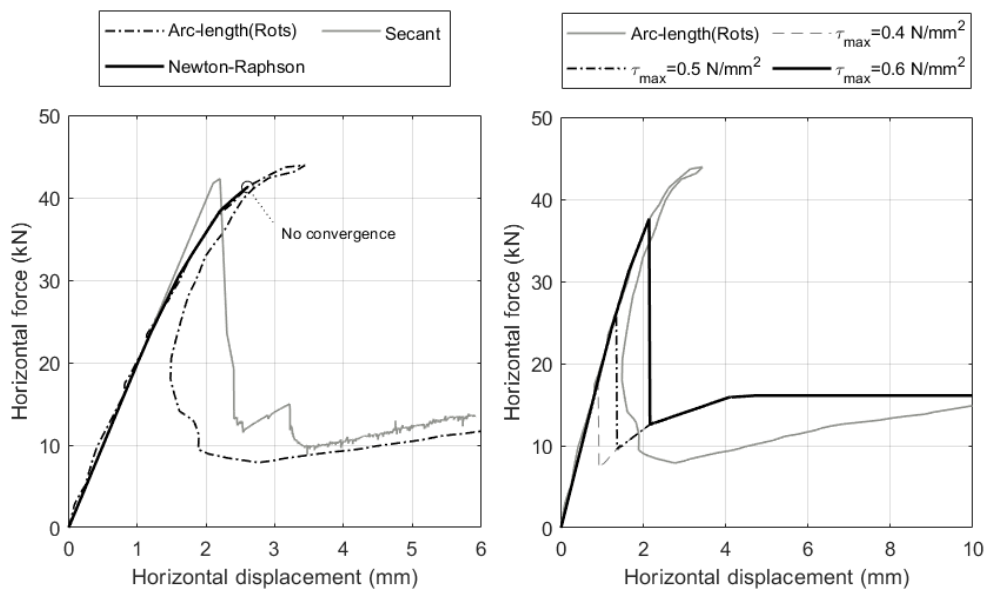 Arc-length(Rots) Secant
Newton-Raphson
50
40
30
20
10
0
Horizontal force (kN)
No convergence
0 1 2 3 4 5 6
Horizontal displacement (mm)
Arc-length(Rots) τmax=0.4 N/mm²
τmax=0.5 N/mm² τmax=0.6 N/mm²
50
40
30
20
10
0
Horizontal force (kN)
0 2 4 6 8 10
Horizontal displacement (mm)